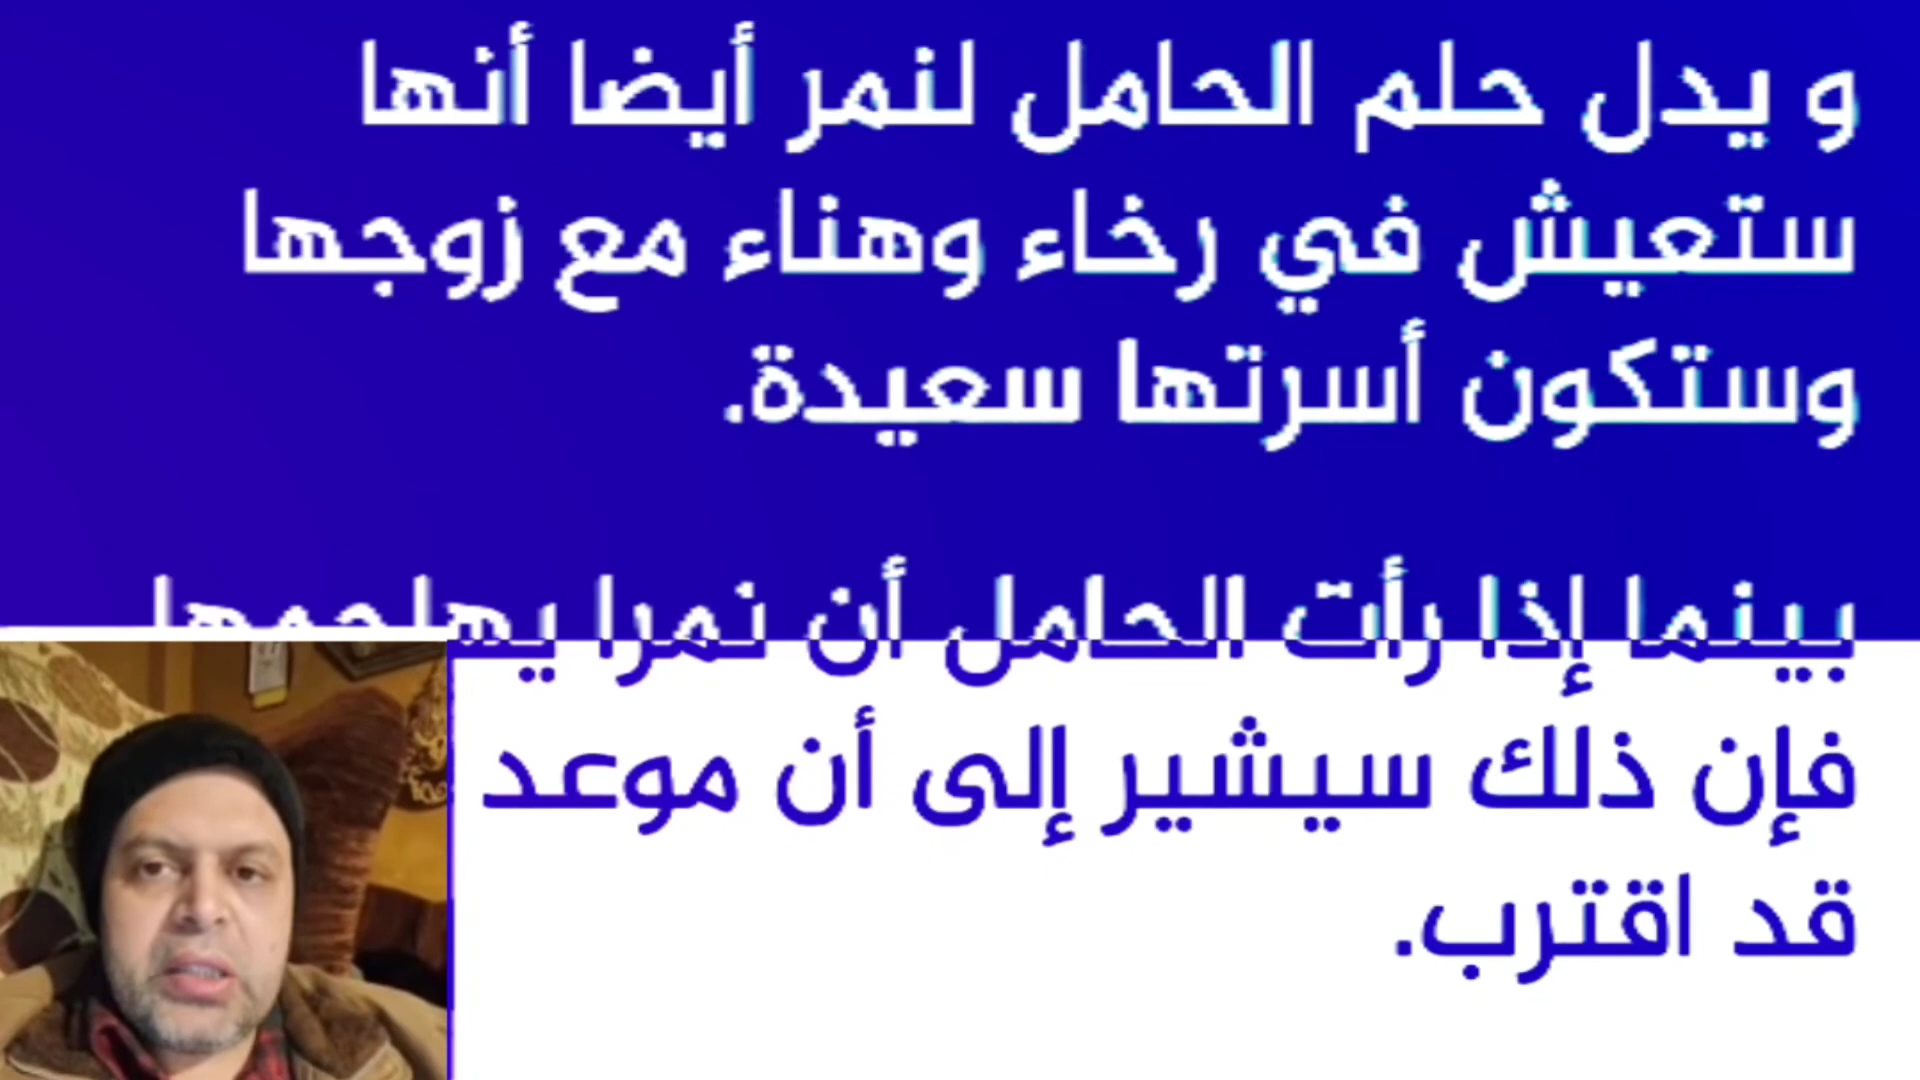 و يدل حلم الحامل لنمر أيضا أنها
ستعيش في رخاء وهناء مع زوجها
وستكون أسرتها سعيدة.
بينما إذا رأت الحامل أن نمرا يهاجمها
فإن ذلك سيشير إلى أن موعد
قد اقترب.